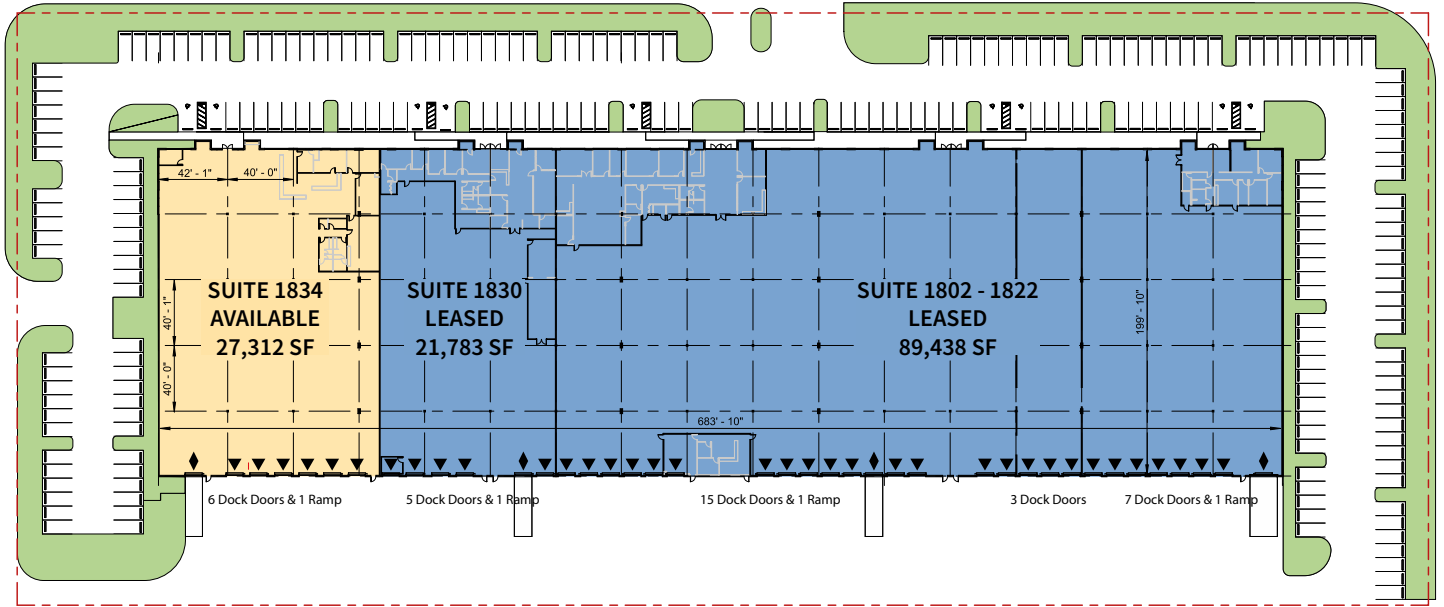 42' - 1"
40' - 0"
SUITE 1834
AVAILABLE
27,312 SF
SUITE 1830
LEASED
21,783 SF
SUITE 1802 - 1822
LEASED
89,438 SF
40' - 1"
40' - 0"
199' - 10"
683' - 10"
6 Dock Doors & 1 Ramp
5 Dock Doors & 1 Ramp
15 Dock Doors & 1 Ramp
3 Dock Doors
7 Dock Doors & 1 Ramp